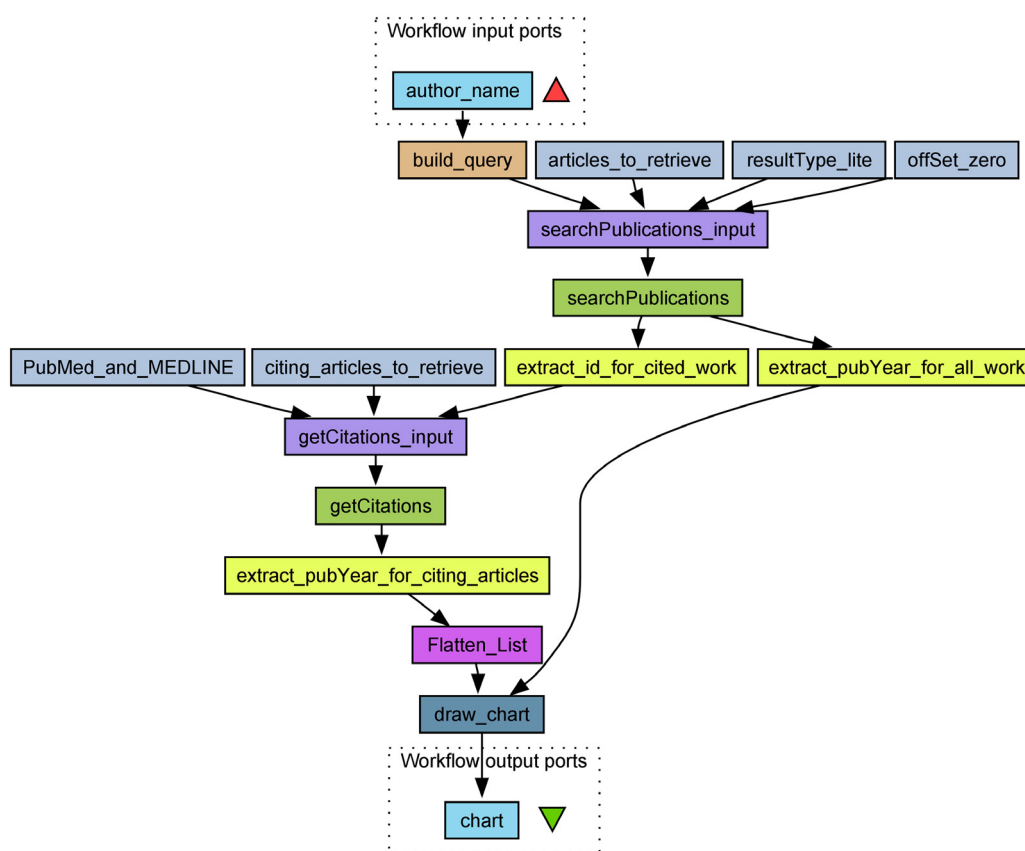 Workflow input ports
author_name
build_query
articles_to_retrieve
resultType_lite
offSet_zero
searchPublications_input
searchPublications
PubMed_and_MEDLINE
citing_articles_to_retrieve
extract_id_for_cited_work
extract_pubYear_for_all_work
getCitations_input
getCitations
extract_pubYear_for_citing_articles
Flatten_List
draw_chart
Workflow output ports
chart